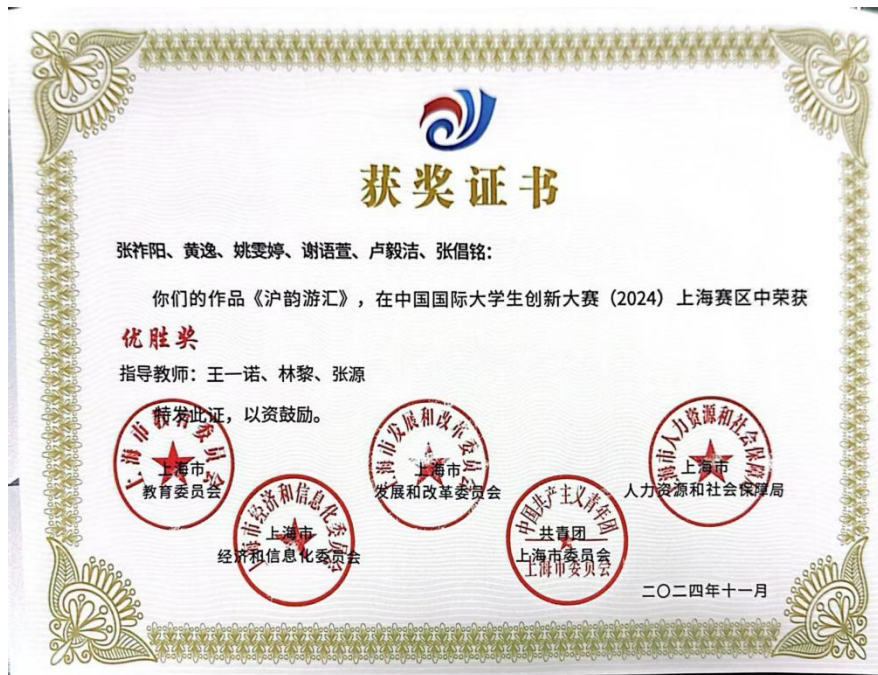 获奖证书
张祚阳、黄逸、姚雯婷、谢语萱、卢毅洁、张倡铭：
你们的作品《沪韵游汇》，在中国国际大学生创新大赛（2024）上海赛区中荣获
优胜奖
指导教师：王一诺、林黎、张源
特发此证，以资鼓励。
上海市教育委员会
上海市
教育委员会
上海市发展和改革委员会
上海市
发展和改革委员会
上海市人力资源和社会保障局
上海市
人力资源和社会保障局
上海市经济和信息化委员会
上海市
经济和信息化委员会
中国共产主义青年团
上海市委员会
共青团
上海市委员会
二〇二四年十一月